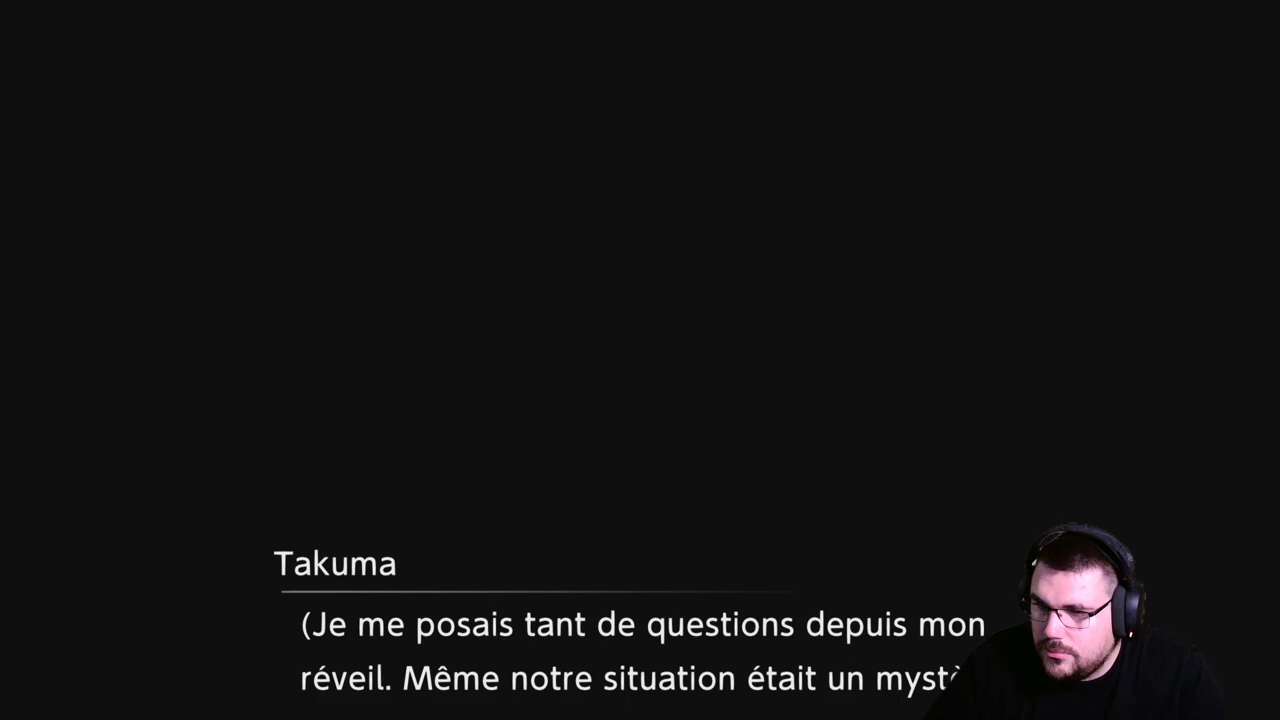 Takuma
(Je me posais tant de questions depuis mon
réveil. Même notre situation était un